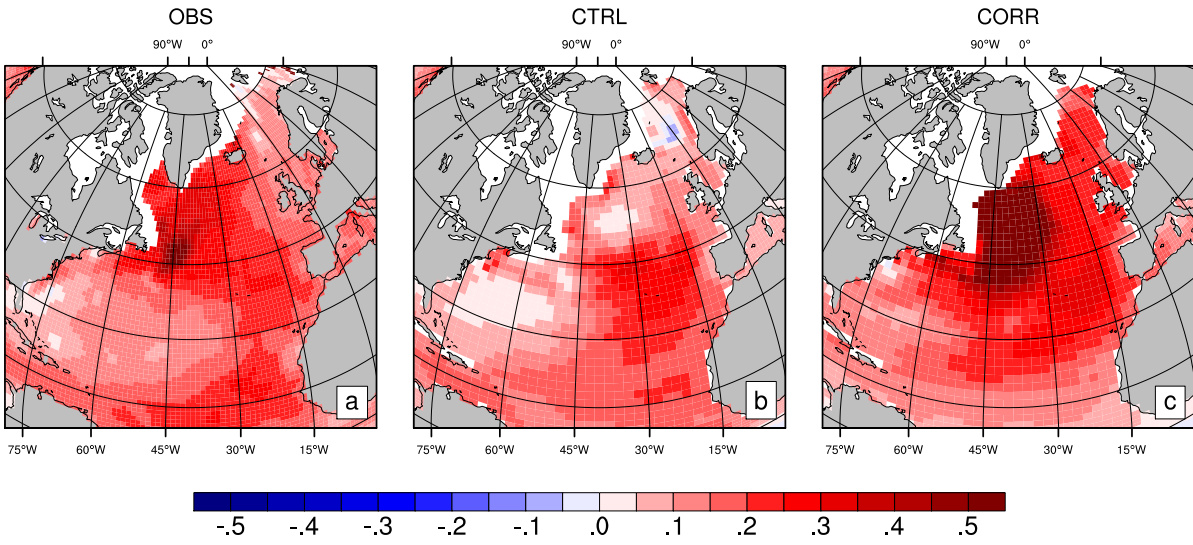 OBS CTRL CORR
90°W 0° 90°W 0° 90°W 0°
a b c
75°W 60°W 45°W 30°W 15°W 75°W 60°W 45°W 30°W 15°W 75°W 60°W 45°W 30°W 15°W
-.5 -.4 -.3 -.2 -.1 .0 .1 .2 .3 .4 .5